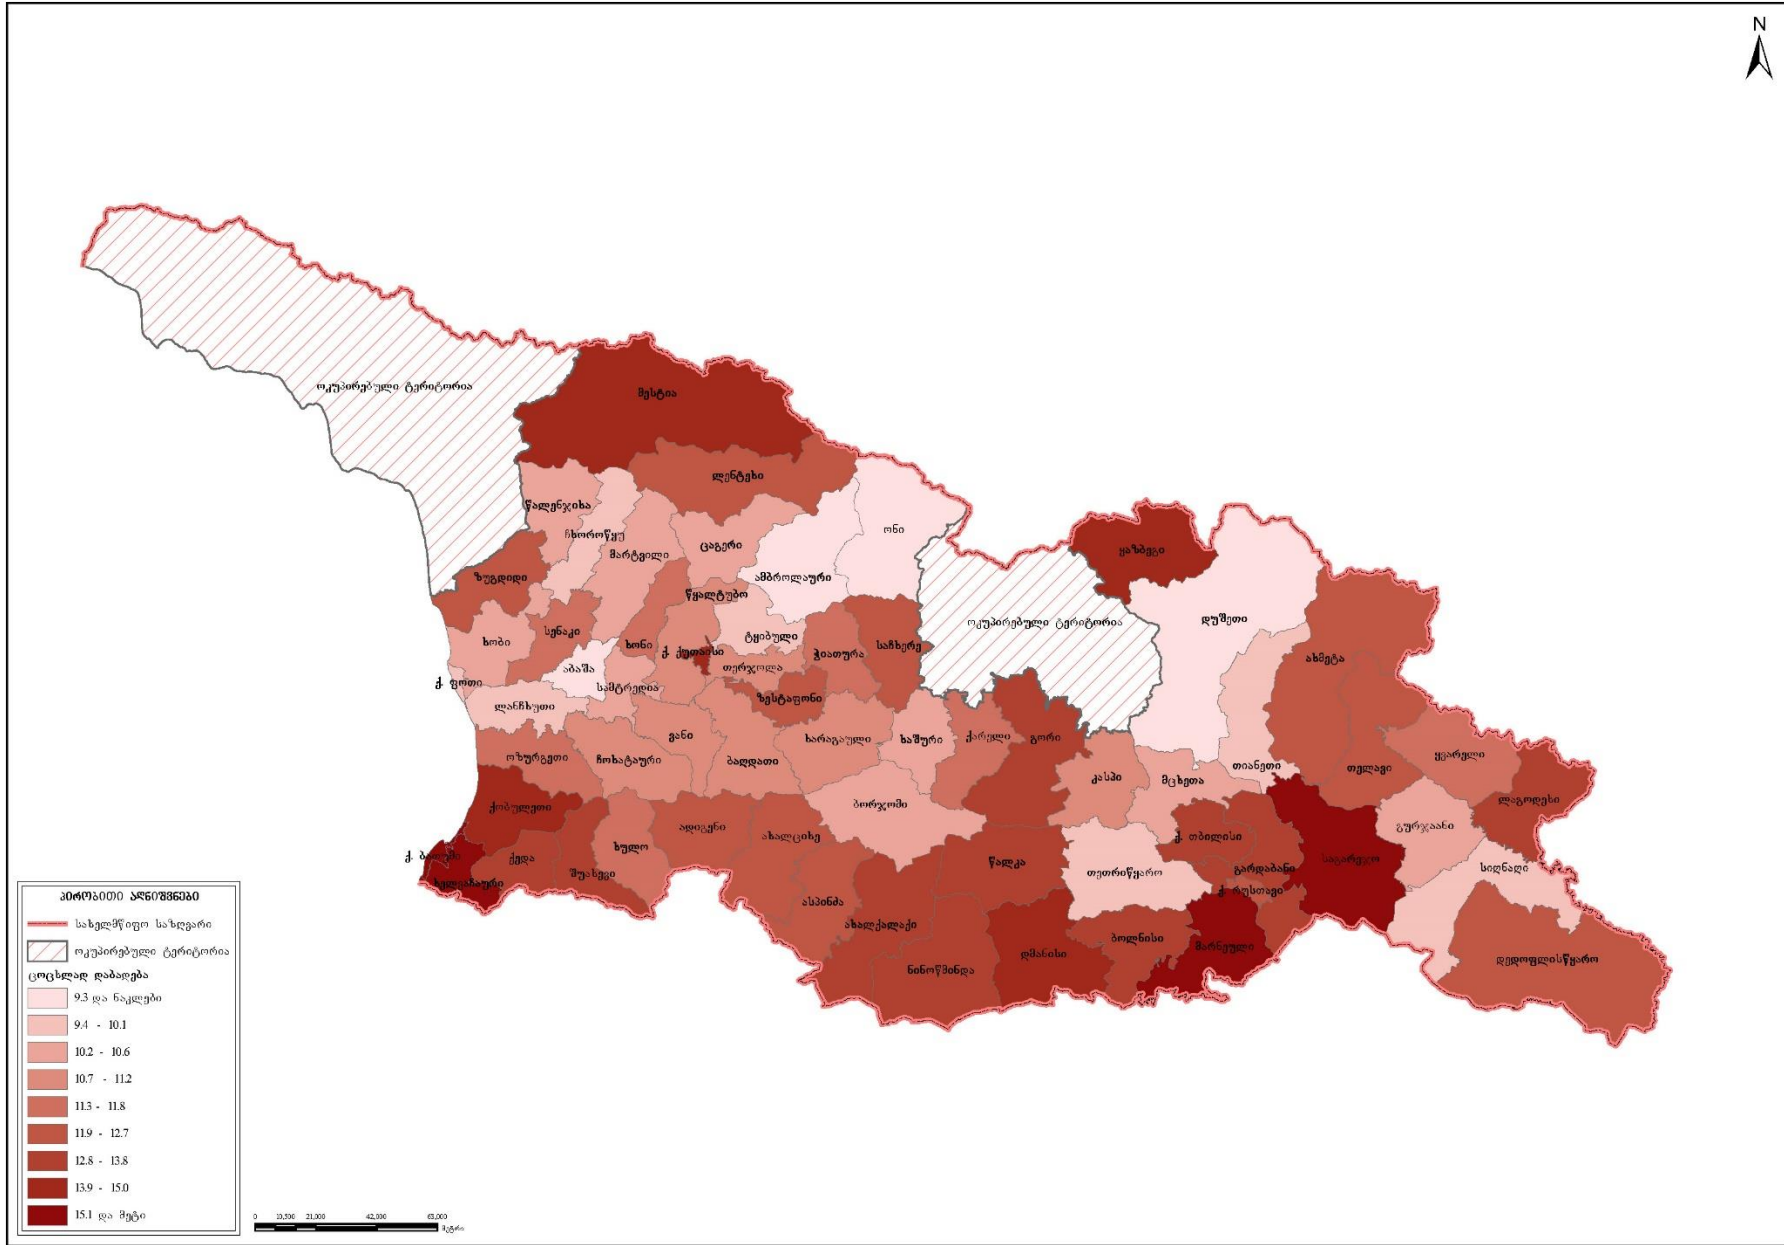 N
ოკუპირებული ტერიტორია
მესტია
ლენტეხი
წალენჯიხა
ჩხოროწყუ
მარტვილი
ცაგერი
ონი
ამბროლაური
ყაზბეგი
ზუგდიდი
წყალტუბო
დუშეთი
ოკუპირებული ტერიტორია
ხობი
სენაკი
ხონი
ქ. ქუთაისი
ტყიბული
ჭიათურა
საჩხერე
ახმეტა
აბაშა
თერჯოლა
ქ. ფოთი
სამტრედია
ზესტაფონი
ლანჩხუთი
ვანი
ხარაგაული
ხაშური
ქარელი
გორი
ოზურგეთი
ჩოხატაური
ბაღდათი
კასპი
მცხეთა
თიანეთი
თელავი
ყვარელი
ქობულეთი
ბორჯომი
ლაგოდეხი
ადიგენი
ახალციხე
ქ. თბილისი
გურჯაანი
ქ. ბათუმი
ქედა
ხულო
შუახევი
წალკა
თეთრიწყარო
გარდაბანი
საგარეჯო
სიღნაღი
ხელვაჩაური
ასპინძა
ქ. რუსთავი
ახალქალაქი
ბოლნისი
მარნეული
ნინოწმინდა
დმანისი
დედოფლისწყარო
პირობითი აღნიშვნები
სახელმწიფო საზღვარი
ოკუპირებული ტერიტორია
ცოცხლად დაბადება
9.3 და ნაკლები
9.4 - 10.1
10.2 - 10.6
10.7 - 11.2
11.3 - 11.8
11.9 - 12.7
12.8 - 13.8
13.9 - 15.0
15.1 და მეტი
0 10,500 21,000 42,000 63,000
მეტრი